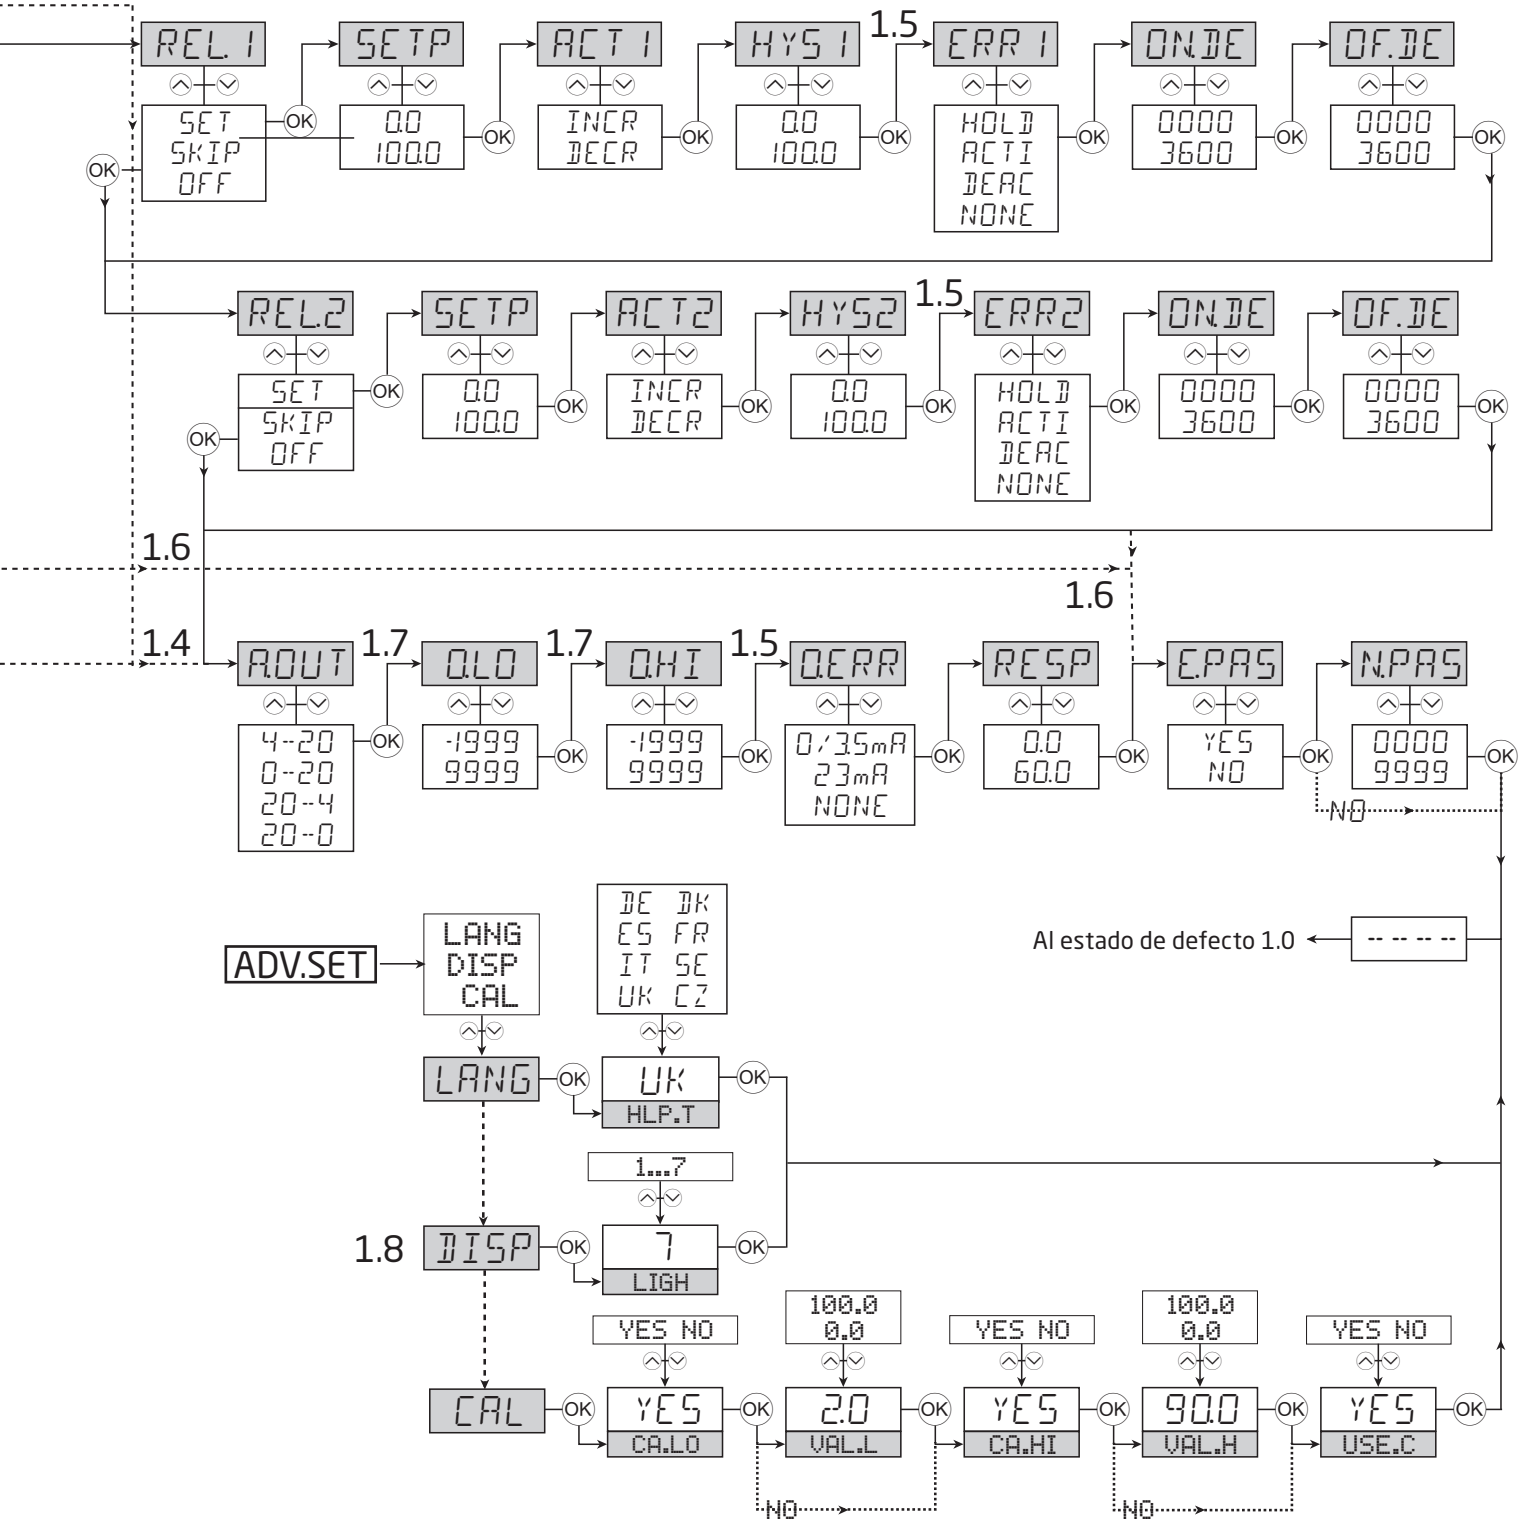 REL.1 SETP ACT1 HYS1 1.5 ERR1 ON.DE OF.DE
SET
SKIP
OFF
OK
OK
0.0
100.0
OK
INCR
DECR
OK
0.0
100.0
OK
HOLD
ACTI
DEAC
NONE
OK
0000
3600
OK
0000
3600
OK
REL.2 SETP ACT2 HYS2 1.5 ERR2 ON.DE OF.DE
SET
SKIP
OFF
OK
OK
0.0
100.0
OK
INCR
DECR
OK
0.0
100.0
OK
HOLD
ACTI
DEAC
NONE
OK
0000
3600
OK
0000
3600
OK
1.6
1.6
1.4 A.OUT 1.7 O.LO 1.7 O.HI 1.5 O.ERR RESP E.PAS N.PAS
4--20
0--20
20--4
20--0
OK
-1999
9999
OK
-1999
9999
OK
0/3.5mA
23mA
NONE
OK
0.0
60.0
OK
YES
NO
OK
0000
9999
OK
NO
ADV.SET
LANG
DISP
CAL
DE DK
ES FR
IT SE
UK CZ
Al estado de defecto 1.0
-- -- -- --
LANG OK UK OK
HLP.T
1...7
1.8 DISP OK 7 OK
LIGH
YES NO
100.0
0.0
YES NO
100.0
0.0
YES NO
CAL OK YES OK 2.0 OK YES OK 90.0 OK YES OK
CA.LO VAL.L CA.HI VAL.H USE.C
NO NO